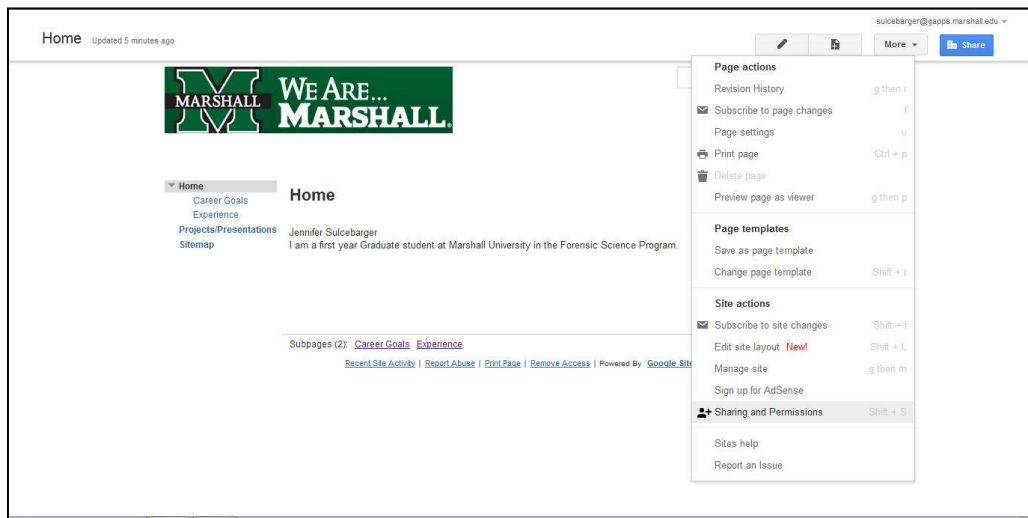 sulcebarger@gapps.marshall.edu
Home Updated 5 minutes ago
More
Share
MARSHALL
WE ARE...
MARSHALL.
Home
Career Goals
Experience
Projects/Presentations
Sitemap
Home
Jennifer Sulcebarger
I am a first year Graduate student at Marshall University in the Forensic Science Program.
Subpages (2): Career Goals Experience
Recent Site Activity | Report Abuse | Print Page | Remove Access | Powered By Google Sit
Page actions
Revision History g then r
Subscribe to page changes f
Page settings u
Print page Ctrl + p
Delete page
Preview page as viewer g then p
Page templates
Save as page template
Change page template Shift + t
Site actions
Subscribe to site changes Shift + f
Edit site layout New! Shift + L
Manage site g then m
Sign up for AdSense
Sharing and Permissions Shift + S
Sites help
Report an Issue